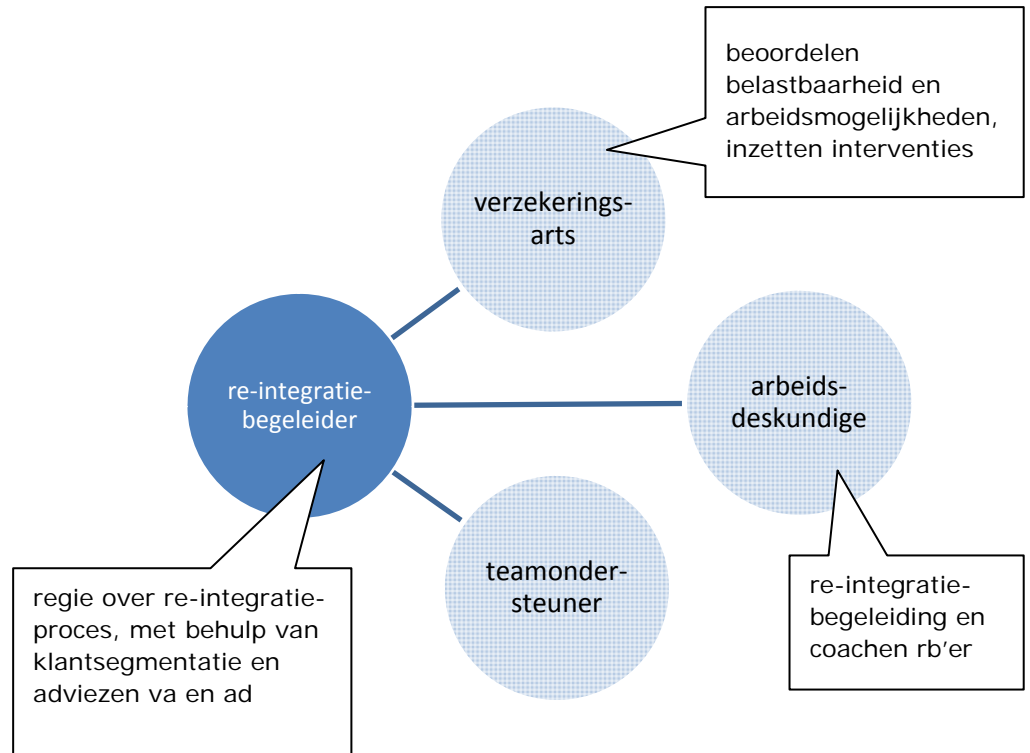 beoordelen
belastbaarheid en
arbeidsmogelijkheden,
inzetten interventies
verzekerings-
arts
re-integratie-
begeleider
arbeids-
deskundige
teamonder-
steuner
regie over re-integratie-
proces, met behulp van
klantsegmentatie en
adviezen va en ad
re-integratie-
begeleiding en
coachen rb’er